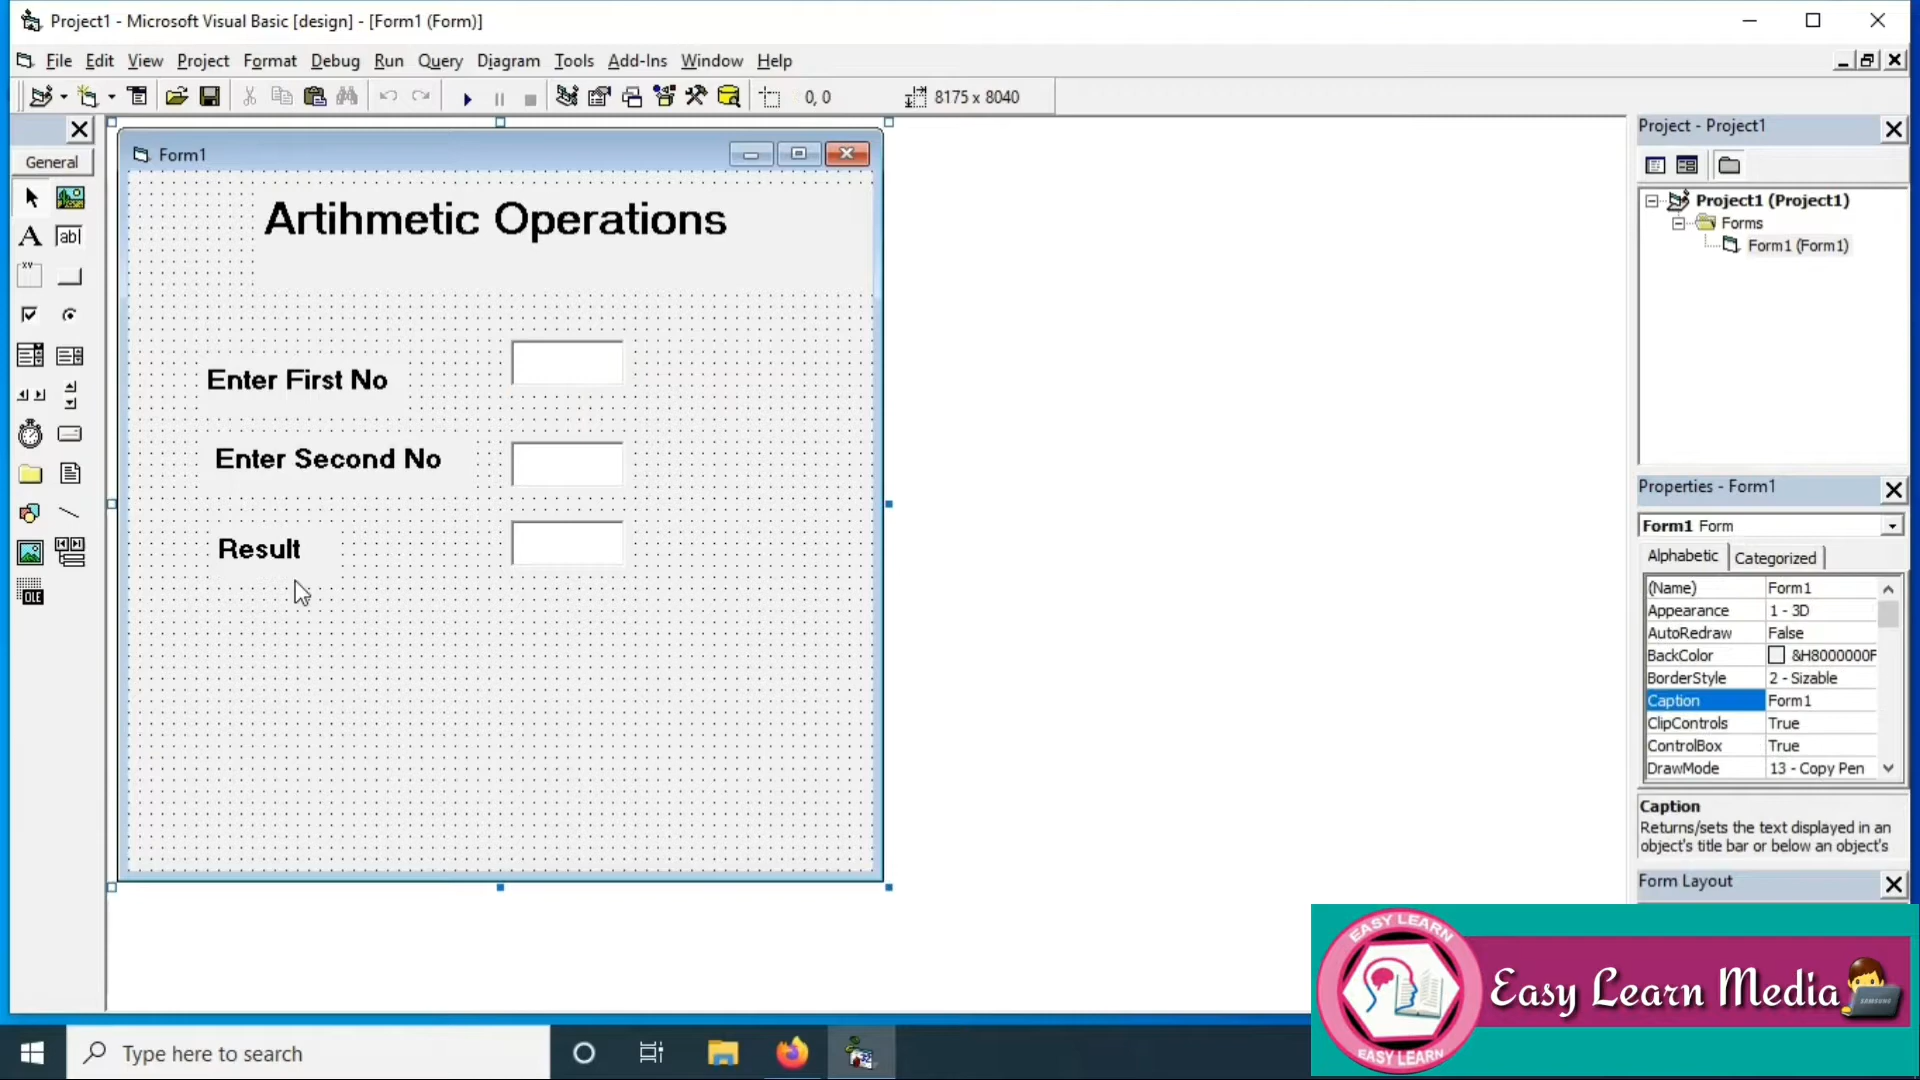 Project1 - Microsoft Visual Basic [design] - [Form1 (Form)]
File Edit View Project Format Debug Run Query Diagram Tools Add-Ins Window Help
0, 0 8175 x 8040
General
A ab|
XY
OLE
Form1
Artihmetic Operations
Enter First No
Enter Second No
Result
Project - Project1
Project1 (Project1)
Forms
Form1 (Form1)
Properties - Form1
Form1 Form
Alphabetic Categorized
(Name) Form1
Appearance 1 - 3D
AutoRedraw False
BackColor &H8000000F
BorderStyle 2 - Sizable
Caption Form1
ClipControls True
ControlBox True
DrawMode 13 - Copy Pen
Caption
Returns/sets the text displayed in an
object's title bar or below an object's
Form Layout
EASY LEARN
EASY LEARN
Easy Learn Media
SAMSUNG
Type here to search